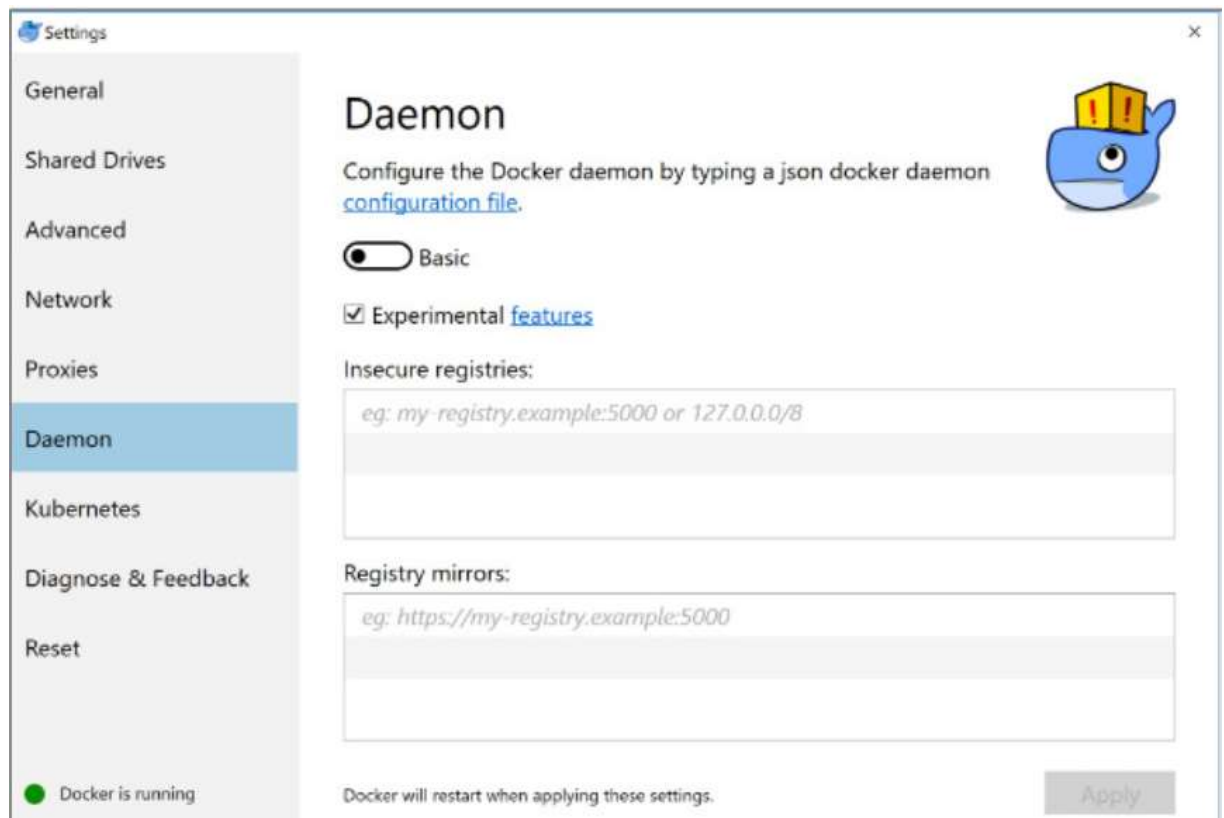 Settings
General
Shared Drives
Advanced
Network
Proxies
Daemon
Kubernetes
Diagnose & Feedback
Reset
Docker is running
Daemon
Configure the Docker daemon by typing a json docker daemon
configuration file.
Basic
Experimental features
Insecure registries:
eg: my-registry.example:5000 or 127.0.0.0/8
Registry mirrors:
eg: https://my-registry.example:5000
Docker will restart when applying these settings.
Apply